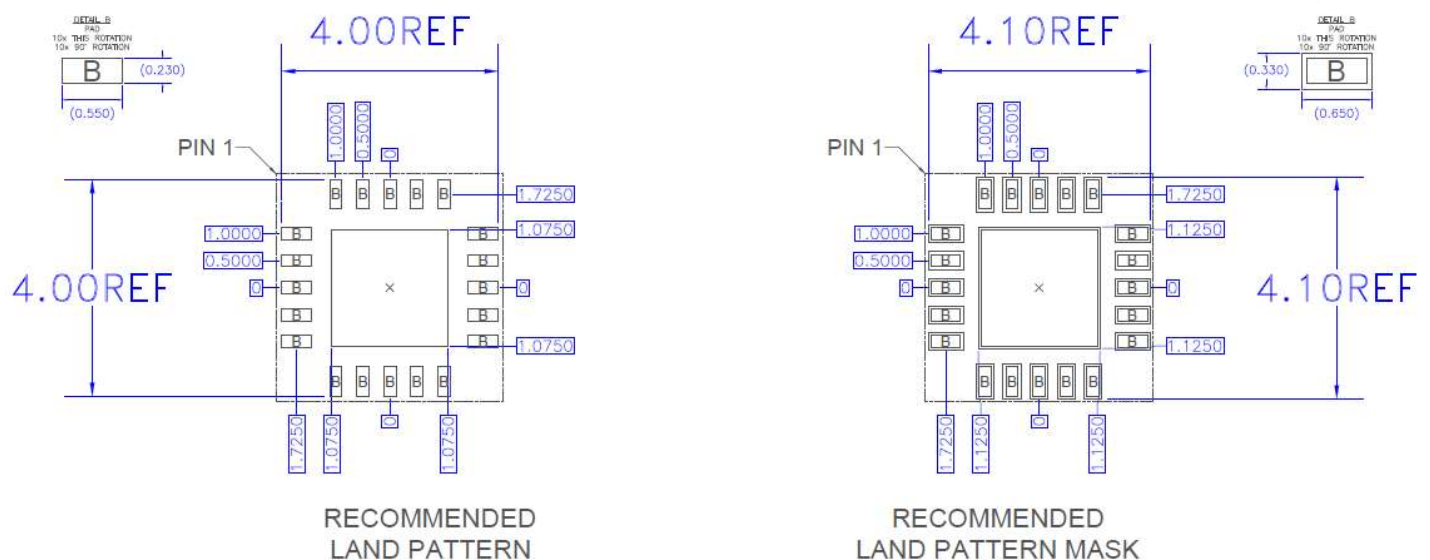 DETAIL B
PAD
10x THIS ROTATION
10x 90° ROTATION
B
(0.230)
(0.550)
4.00REF
PIN 1
1.0000
0.5000
0
B B B B B
1.7250
1.0000
0.5000
0
B
B
B
B
B
1.0750
B
B
B
B
B
0
1.0750
4.00REF
B B B B B
1.7250
1.0750
0
1.0750
RECOMMENDED
LAND PATTERN
4.10REF
DETAIL B
PAD
10x THIS ROTATION
10x 90° ROTATION
B
(0.330)
(0.650)
PIN 1
1.0000
0.5000
0
B B B B B
1.7250
1.0000
0.5000
0
B
B
B
B
B
1.1250
B
B
B
B
B
0
1.1250
4.10REF
B B B B B
1.7250
1.1250
0
1.1250
RECOMMENDED
LAND PATTERN MASK